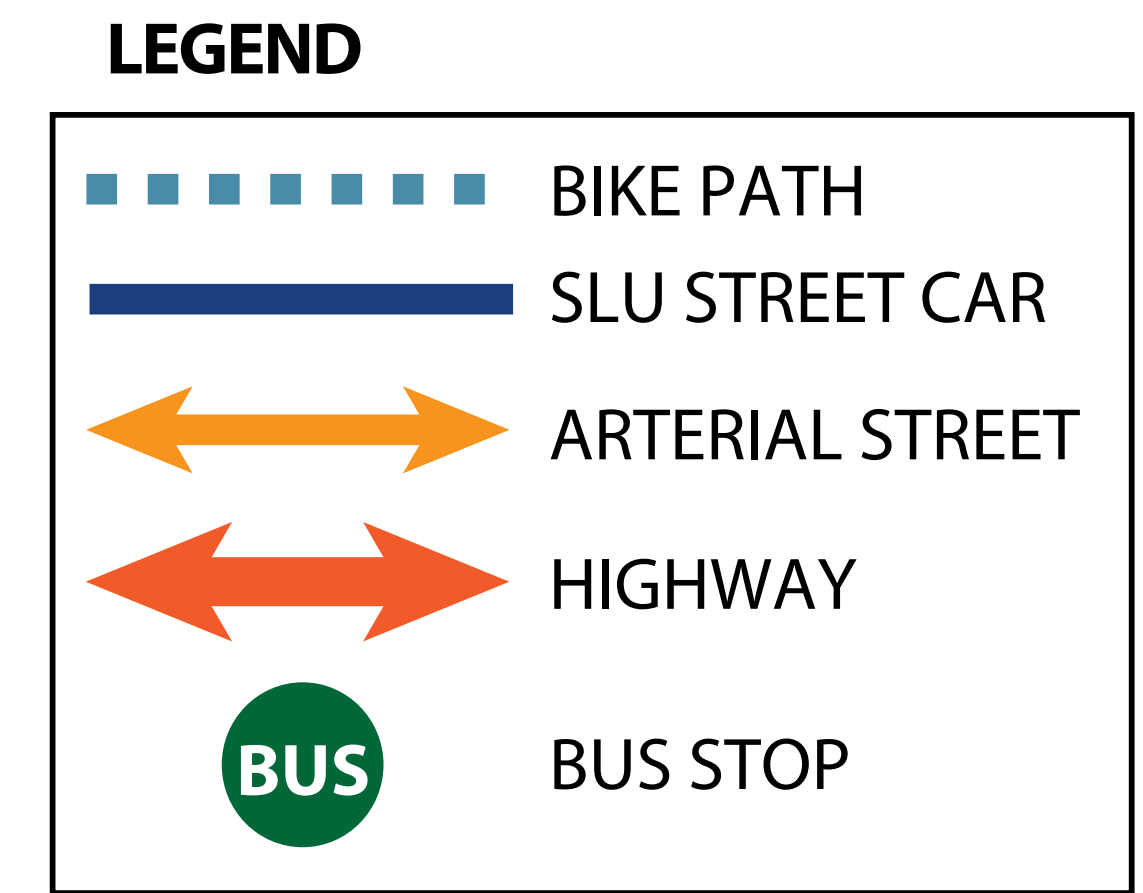 LEGEND
BIKE PATH
SLU STREET CAR
ARTERIAL STREET
HIGHWAY
BUS BUS STOP